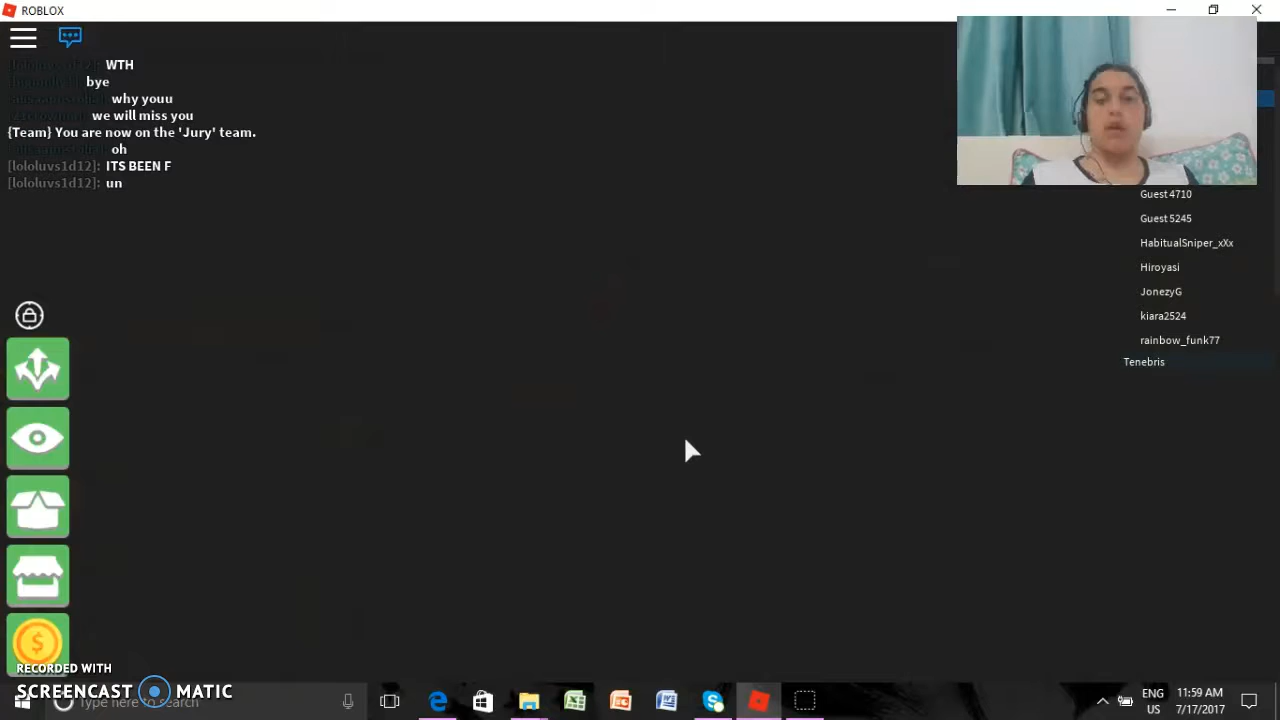 ROBLOX
WTH
bye
why youu
we will miss you
{Team} You are now on the 'Jury' team.
oh
[lololuvs1d12]: ITS BEEN F
[lololuvs1d12]: un
Guest 4710
Guest 5245
HabitualSniper_xXx
Hiroyasi
JonezyG
kiara2524
rainbow_funk77
Tenebris
RECORDED WITH
SCREENCAST MATIC
Type here to search
ENG
US
11:59 AM
7/17/2017